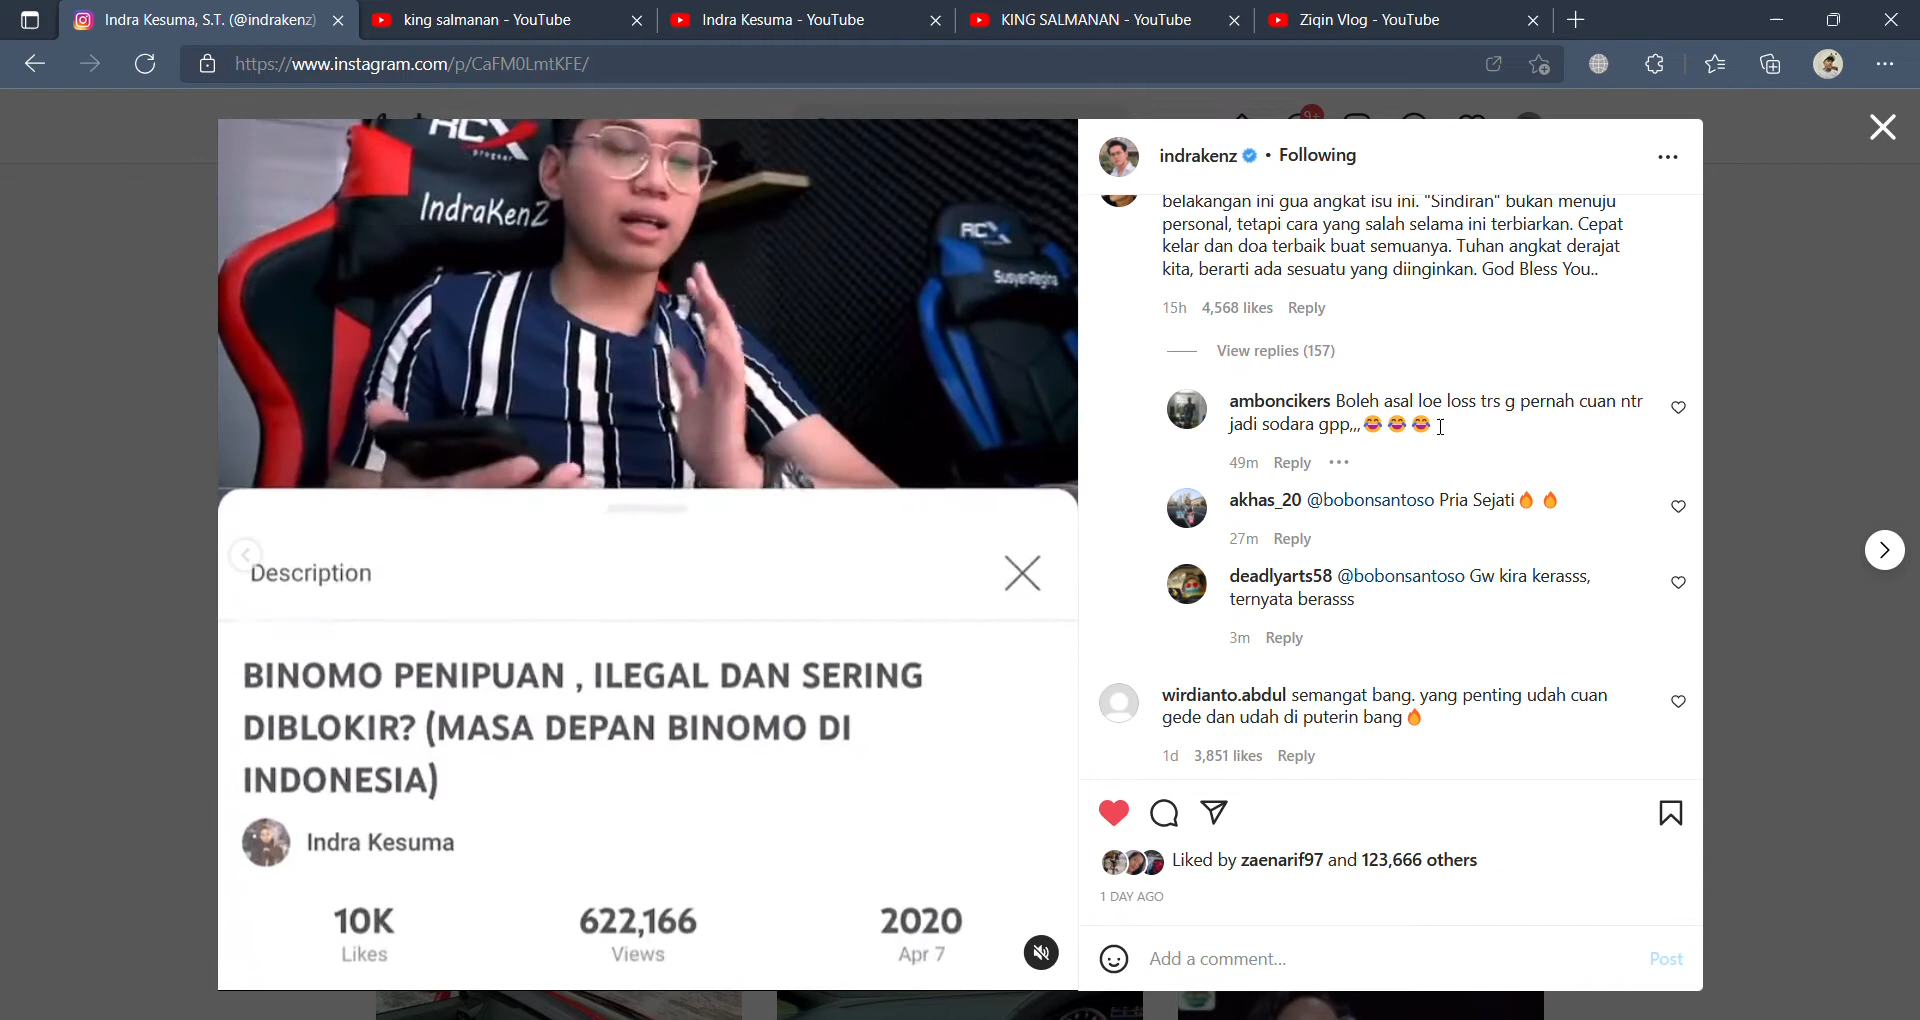 Indra Kesuma, S.T. (@indrakenz)
king salmanan - YouTube
Indra Kesuma - YouTube
KING SALMANAN - YouTube
Ziqin Vlog - YouTube
https://www.instagram.com/p/CaFM0LmtKFE/
9+
RCX
progear
IndraKenZ
RCX
indrakenz • Following
belakangan ini gua angkat isu ini. "Sindiran" bukan menuju
personal, tetapi cara yang salah selama ini terbiarkan. Cepat
kelar dan doa terbaik buat semuanya. Tuhan angkat derajat
kita, berarti ada sesuatu yang diinginkan. God Bless You..
15h 4,568 likes Reply
View replies (157)
amboncikers Boleh asal loe loss trs g pernah cuan ntr
jadi sodara gpp,,, 😂 😂 😂
49m Reply •••
akhas_20 @bobonsantoso Pria Sejati 🔥 🔥
27m Reply
deadlyarts58 @bobonsantoso Gw kira kerasss,
ternyata berasss
3m Reply
wirdianto.abdul semangat bang. yang penting udah cuan
gede dan udah di puterin bang 🔥
1d 3,851 likes Reply
Liked by zaenarif97 and 123,666 others
1 DAY AGO
Add a comment...
Post
Description
BINOMO PENIPUAN , ILEGAL DAN SERING
DIBLOKIR? (MASA DEPAN BINOMO DI
INDONESIA)
Indra Kesuma
10K
Likes
622,166
Views
2020
Apr 7